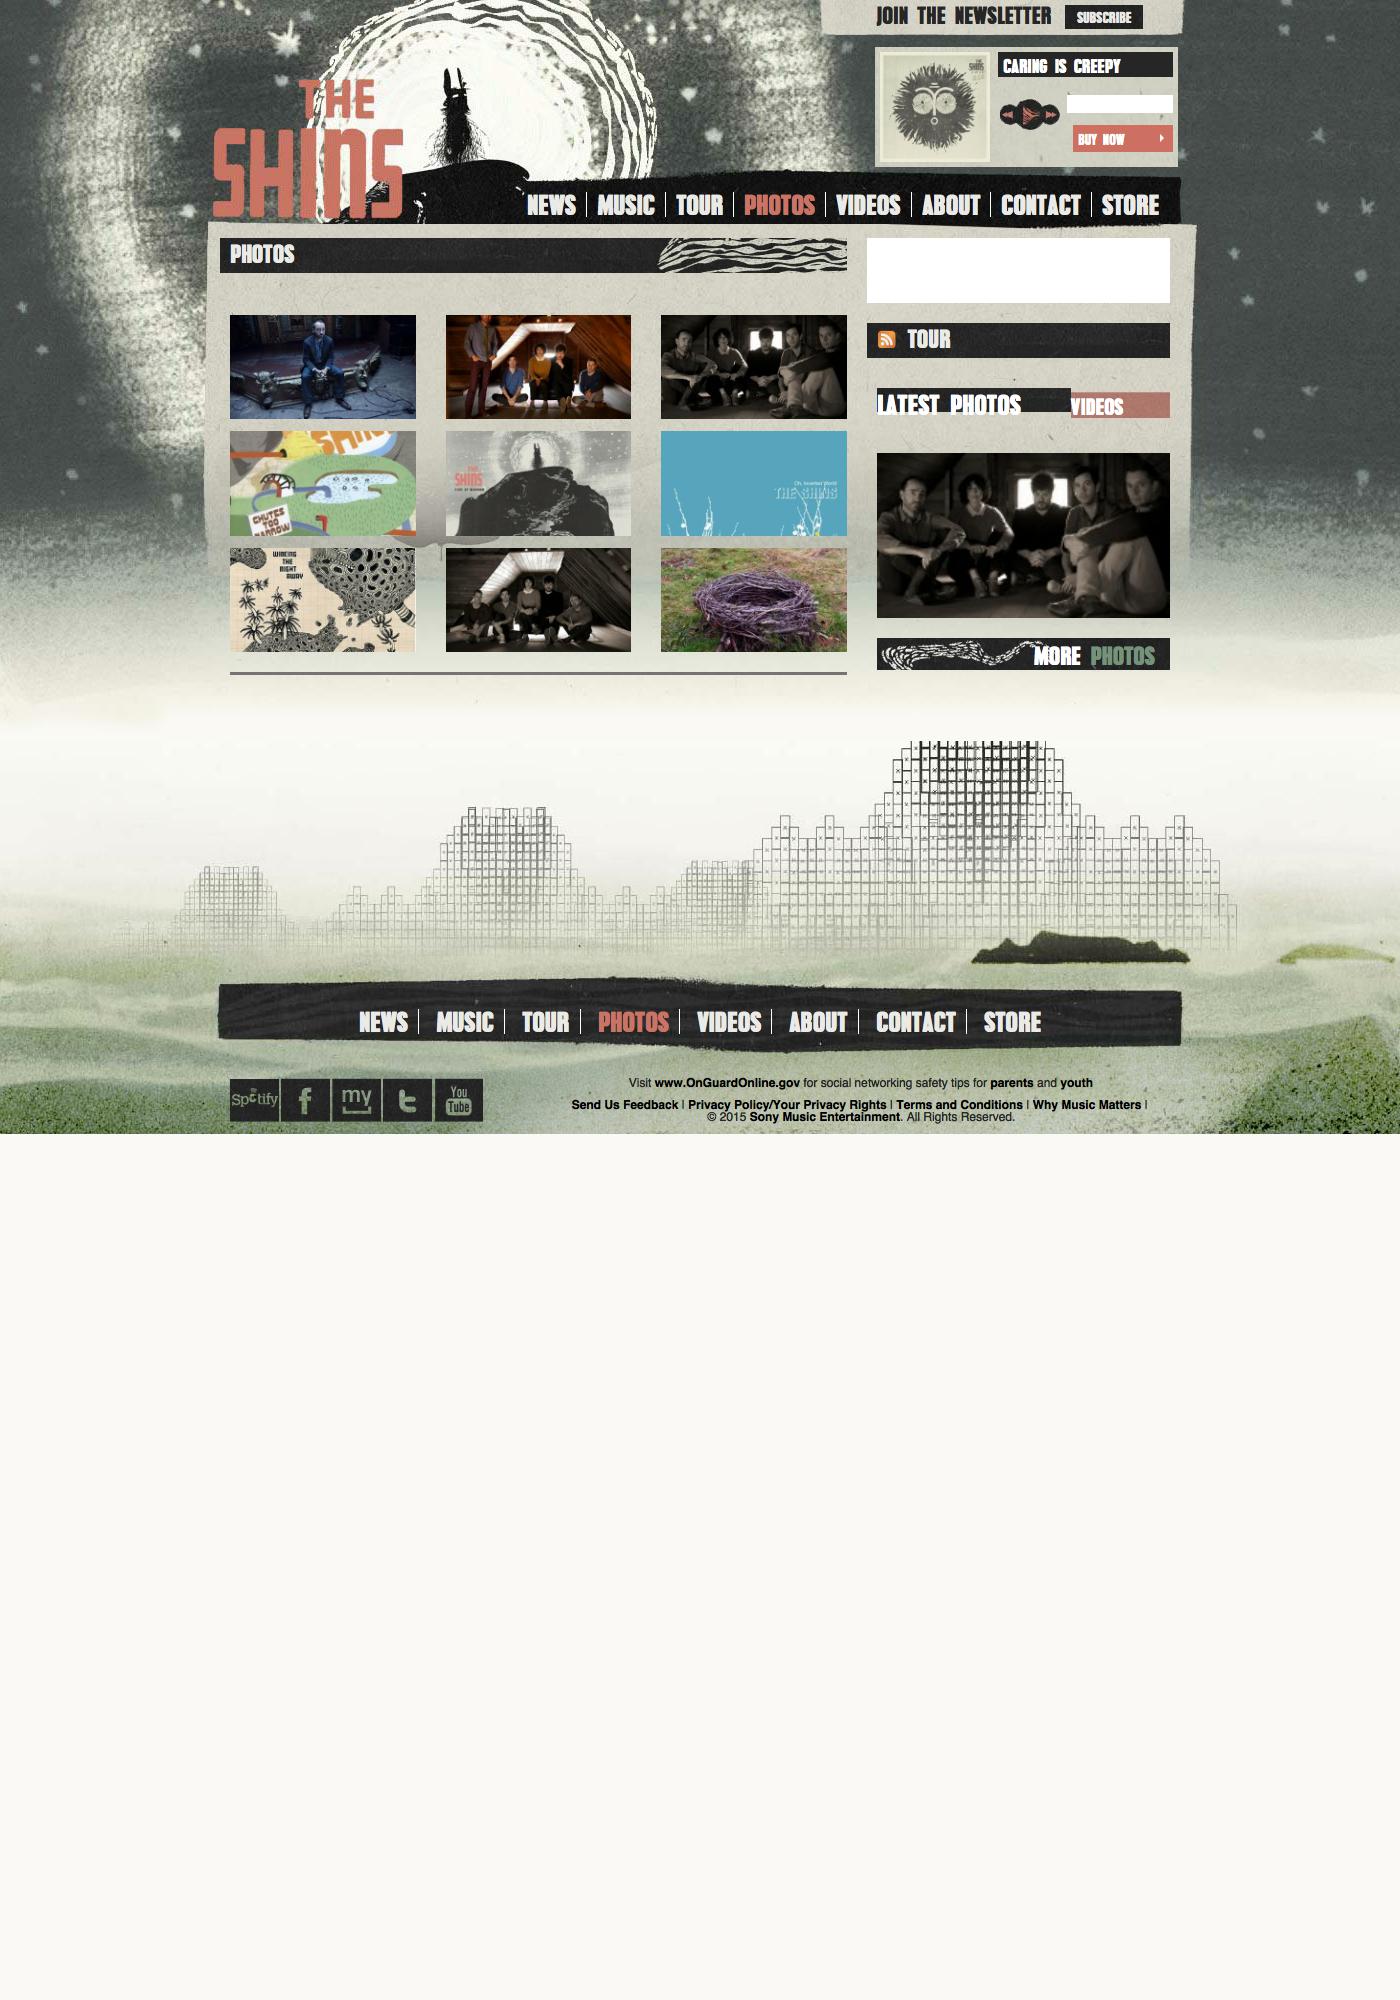 JOIN THE NEWSLETTER SUBSCRIBE
CARING IS CREEPY
BUY NOW
THE
SHINS
NEWS MUSIC TOUR PHOTOS VIDEOS ABOUT CONTACT STORE
PHOTOS
TOUR
LATEST PHOTOS VIDEOS
THE
SHINS
Oh, Inverted World
THE SHINS
CHUTES
TOO
NARROW
WINCING
THE
NIGHT
AWAY
MORE PHOTOS
NEWS MUSIC TOUR PHOTOS VIDEOS ABOUT CONTACT STORE
Spotify f my t You Tube
Visit www.OnGuardOnline.gov for social networking safety tips for parents and youth
Send Us Feedback | Privacy Policy/Your Privacy Rights | Terms and Conditions | Why Music Matters |
© 2015 Sony Music Entertainment. All Rights Reserved.